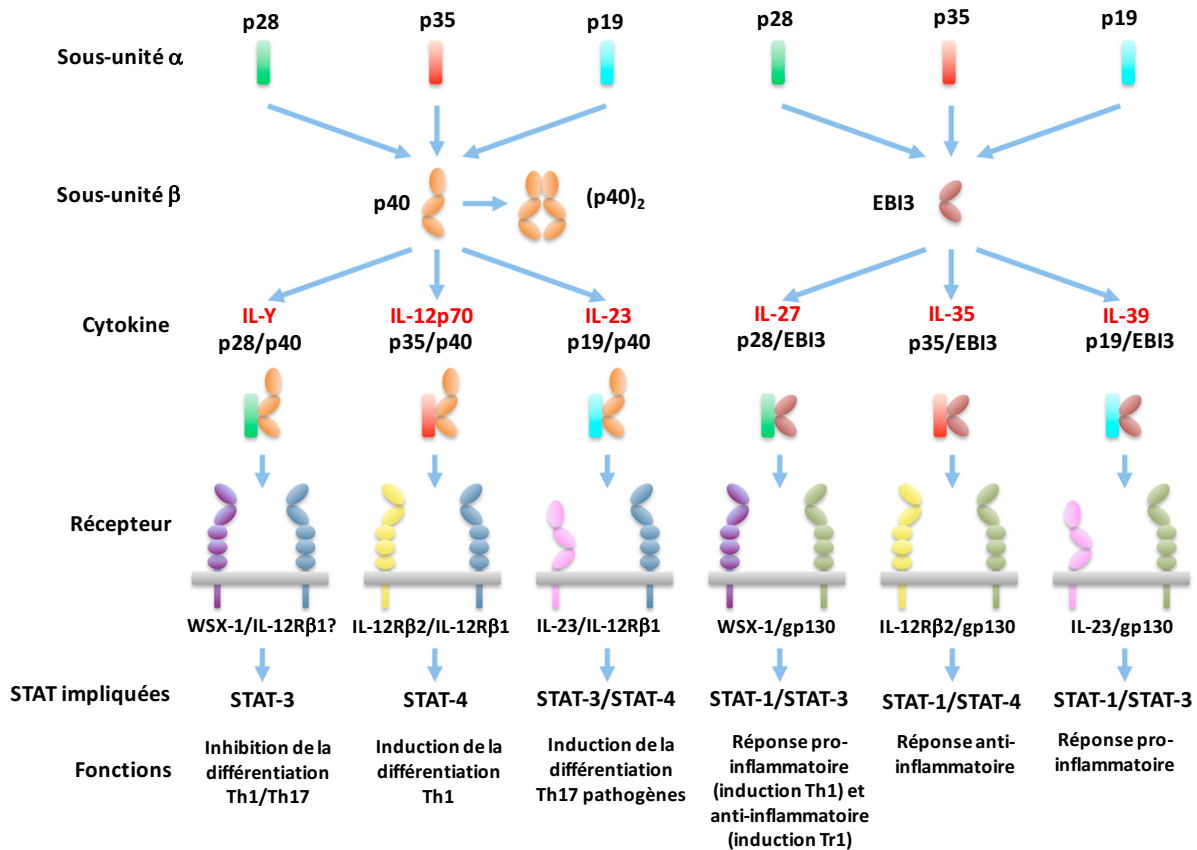 p28 p35 p19 p28 p35 p19
Sous-unité α
Sous-unité β
p40
(p40)2
EBI3
Cytokine
IL-Y IL-12p70 IL-23 IL-27 IL-35 IL-39
p28/p40 p35/p40 p19/p40 p28/EBI3 p35/EBI3 p19/EBI3
Récepteur
WSX-1/IL-12Rβ1? IL-12Rβ2/IL-12Rβ1 IL-23/IL-12Rβ1 WSX-1/gp130 IL-12Rβ2/gp130 IL-23/gp130
STAT impliquées
STAT-3 STAT-4 STAT-3/STAT-4 STAT-1/STAT-3 STAT-1/STAT-4 STAT-1/STAT-3
Fonctions
Inhibition de la
différentiation
Th1/Th17
Induction de la
différentiation
Th1
Induction de la
différentiation
Th17 pathogènes
Réponse pro-
inflammatoire
(induction Th1) et
anti-inflammatoire
(induction Tr1)
Réponse anti-
inflammatoire
Réponse pro-
inflammatoire